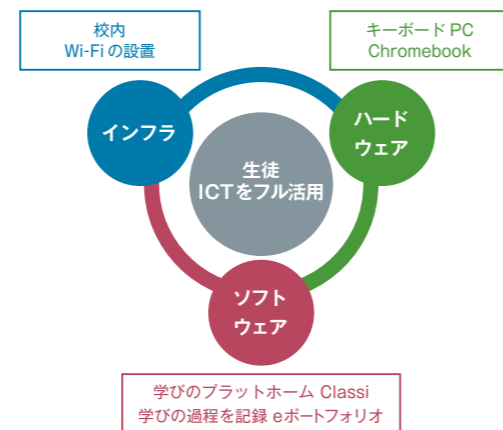 校内
Wi-Fiの設置
キーボードPC
Chromebook
インフラ
ハード
ウェア
生徒
ICTをフル活用
ソフト
ウェア
学びのプラットホーム Classi
学びの過程を記録 eポートフォリオ